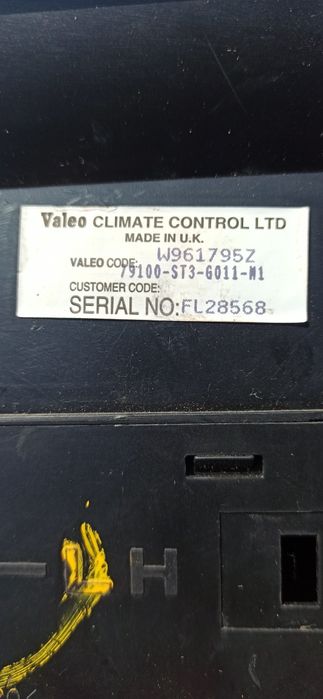 Valeo CLIMATE CONTROL LTD
MADE IN U.K.
VALEO CODE: W961795Z
79100-ST3-G011-M1
CUSTOMER CODE:
SERIAL NO: FL28568
H